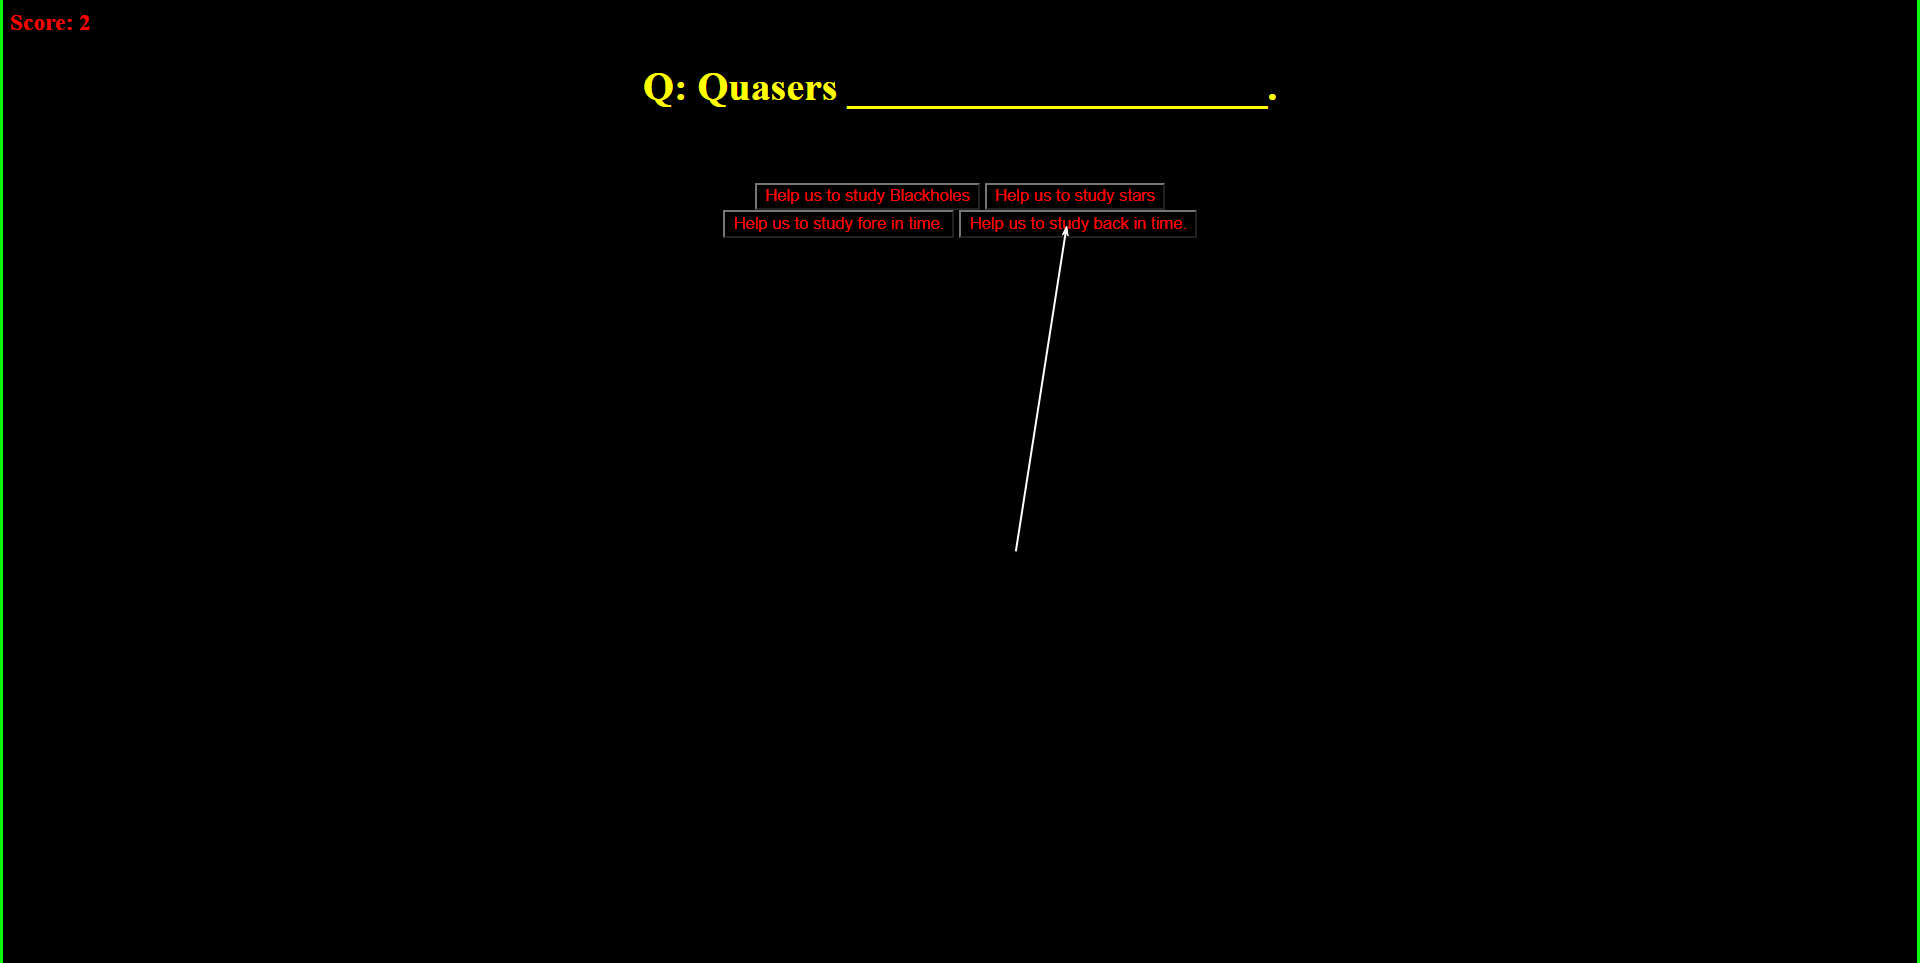 Score: 2
Q: Quasers ____________________.
Help us to study Blackholes Help us to study stars
Help us to study fore in time. Help us to study back in time.